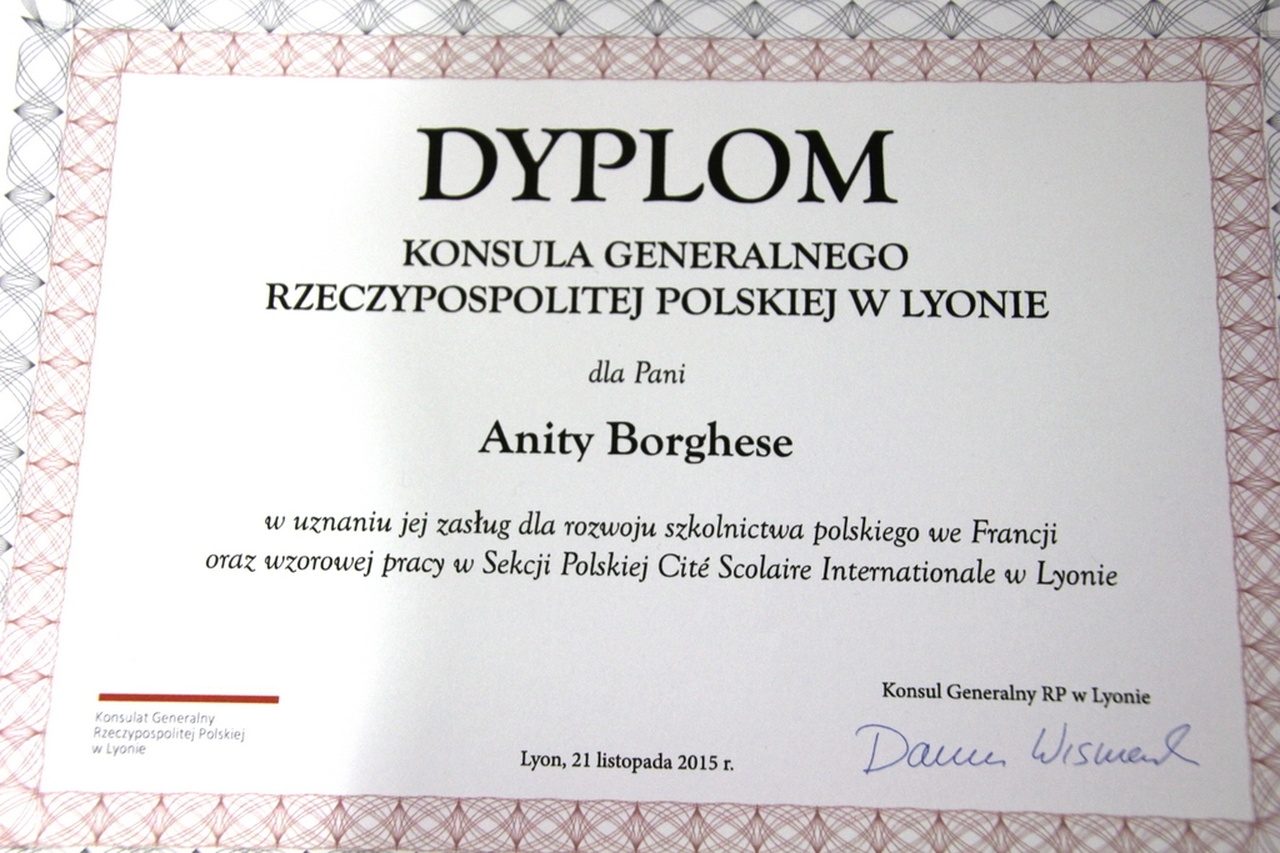 DYPLOM
KONSULA GENERALNEGO
RZECZYPOSPOLITEJ POLSKIEJ W LYONIE
dla Pani
Anity Borghese
w uznaniu jej zasług dla rozwoju szkolnictwa polskiego we Francji
oraz wzorowej pracy w Sekcji Polskiej Cité Scolaire Internationale w Lyonie
Konsul Generalny RP w Lyonie
Konsulat Generalny
Rzeczypospolitej Polskiej
w Lyonie
Lyon, 21 listopada 2015 r.